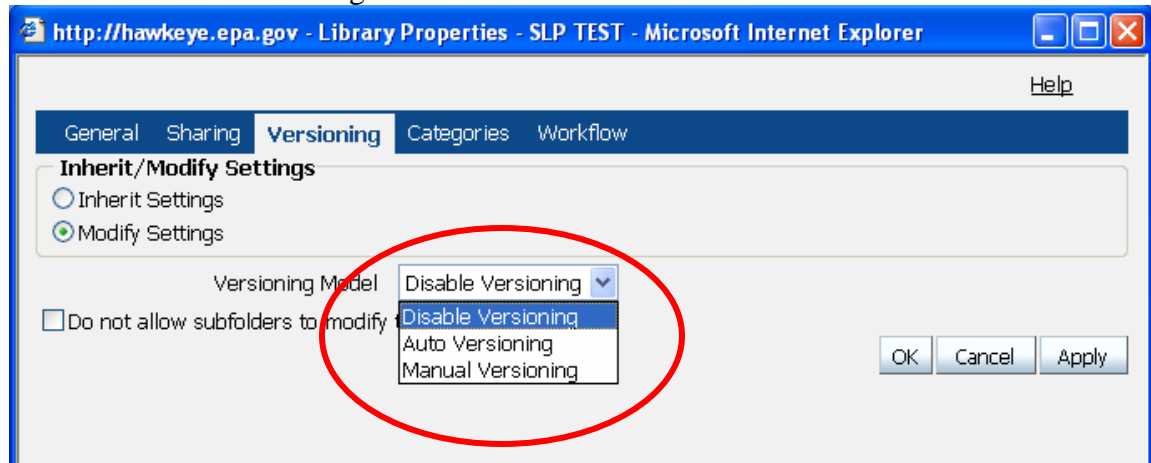 http://hawkeye.epa.gov - Library Properties - SLP TEST - Microsoft Internet Explorer
Help
General Sharing Versioning Categories Workflow
Inherit/Modify Settings
Inherit Settings
Modify Settings
Versioning Model Disable Versioning
Do not allow subfolders to modify
Disable Versioning
Auto Versioning
Manual Versioning
OK Cancel Apply